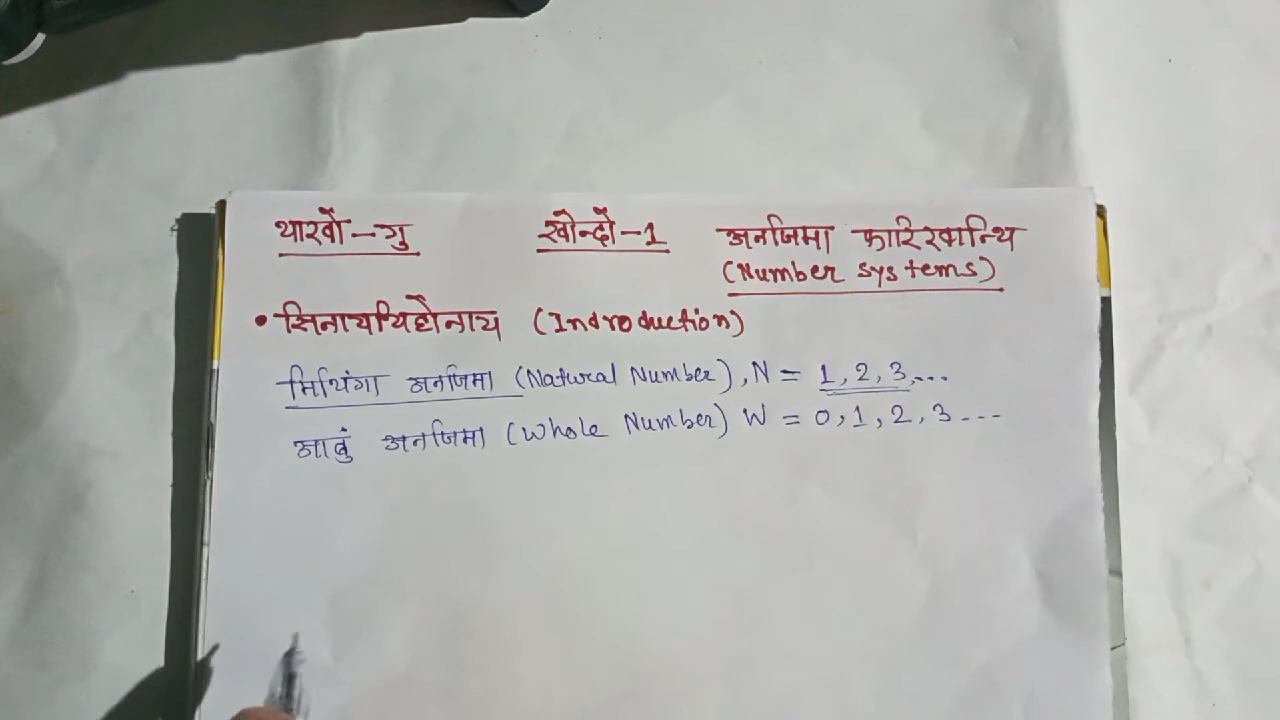 थाखो-गु खोन्दो-1 अनजिमा फारिखान्थि
(Number systems)
• सिनायथिहोनाय (Indroduction)
मिथिंगा अनजिमा (Natural Number), N = 1, 2, 3, ...
आबुं अनजिमा (Whole Number) W = 0, 1, 2, 3 ---